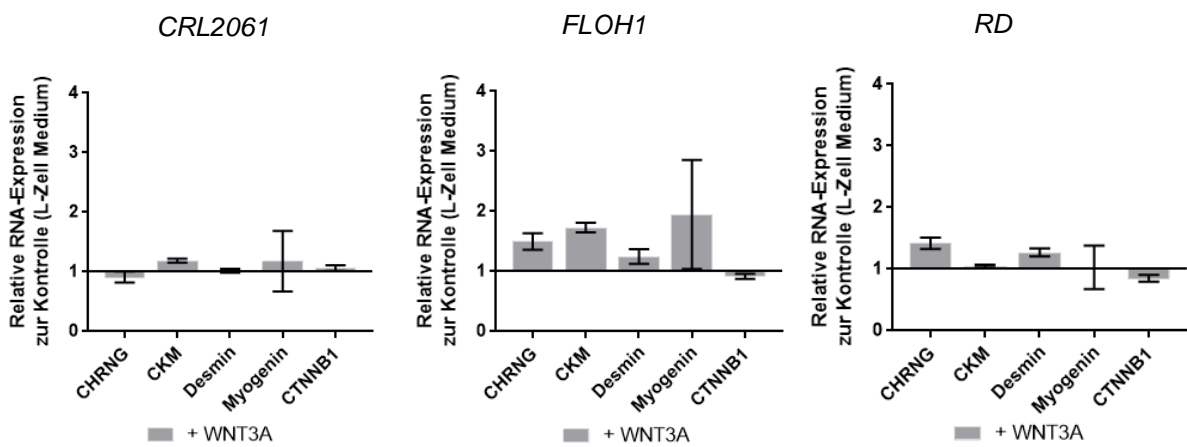 CRL2061
FLOH1
RD
Relative RNA-Expression
zur Kontrolle (L-Zell Medium)
4
3
2
1
0
CHRNG
CKM
Desmin
Myogenin
CTNNB1
+ WNT3A
Relative RNA-Expression
zur Kontrolle (L-Zell Medium)
4
3
2
1
0
CHRNG
CKM
Desmin
Myogenin
CTNNB1
+ WNT3A
Relative RNA-Expression
zur Kontrolle (L-Zell Medium)
4
3
2
1
0
CHRNG
CKM
Desmin
Myogenin
CTNNB1
+ WNT3A